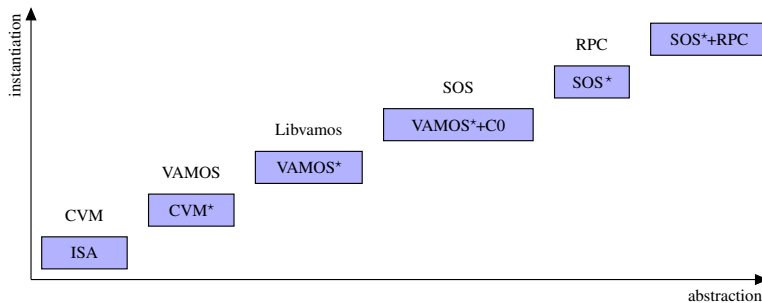 instantiation
SOS*+RPC
RPC
SOS*
SOS
VAMOS*+C0
Libvamos
VAMOS*
VAMOS
CVM*
CVM
ISA
abstraction